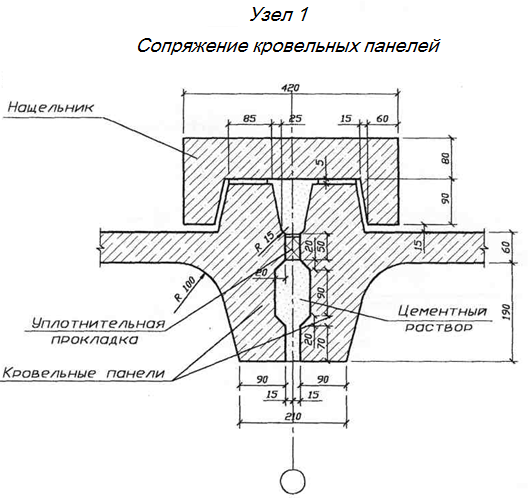 Узел 1
Сопряжение кровельных панелей
420
Нащельник
85
25
15
60
5
80
90
R 15
20
50
15
60
R 100
20
90
190
Уплотнительная
прокладка
Цементный
раствор
20
70
Кровельные панели
90
90
15
15
210